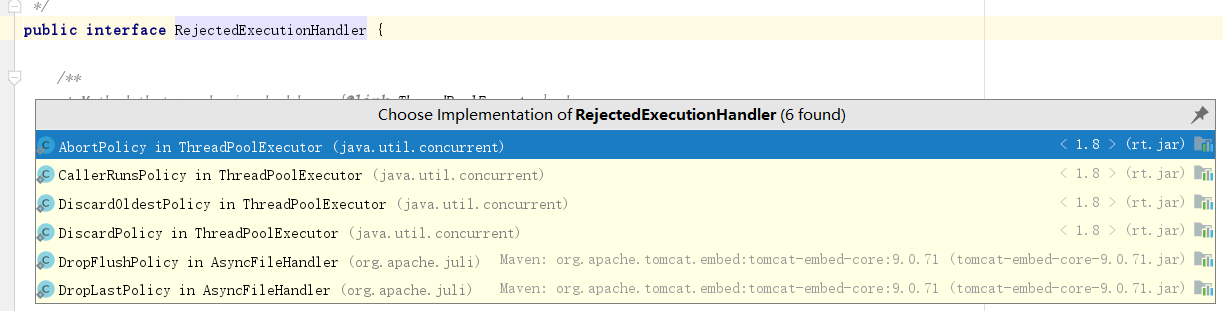 */
public interface RejectedExecutionHandler {
/**
Choose Implementation of RejectedExecutionHandler (6 found)
AbortPolicy in ThreadPoolExecutor (java.util.concurrent) < 1.8 > (rt.jar)
CallerRunsPolicy in ThreadPoolExecutor (java.util.concurrent) < 1.8 > (rt.jar)
DiscardOldestPolicy in ThreadPoolExecutor (java.util.concurrent) < 1.8 > (rt.jar)
DiscardPolicy in ThreadPoolExecutor (java.util.concurrent) < 1.8 > (rt.jar)
DropFlushPolicy in AsyncFileHandler (org.apache.juli) Maven: org.apache.tomcat.embed:tomcat-embed-core:9.0.71 (tomcat-embed-core-9.0.71.jar)
DropLastPolicy in AsyncFileHandler (org.apache.juli) Maven: org.apache.tomcat.embed:tomcat-embed-core:9.0.71 (tomcat-embed-core-9.0.71.jar)